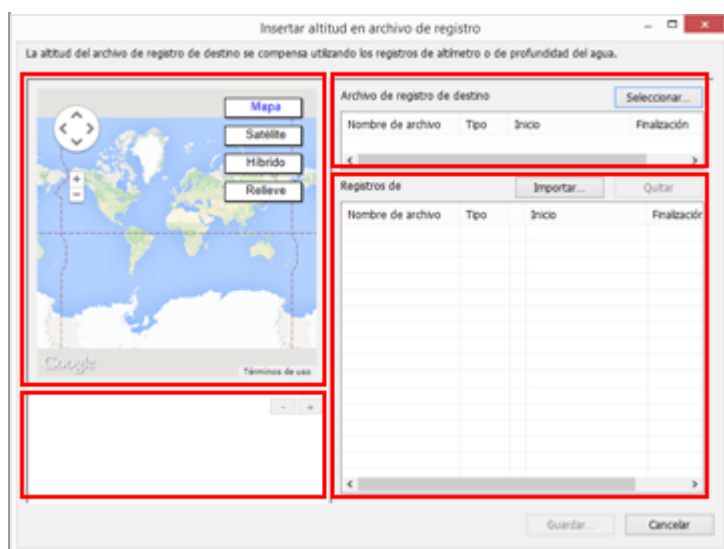 Insertar altitud en archivo de registro
La altitud del archivo de registro de destino se compensa utilizando los registros de altímetro o de profundidad del agua.
Mapa
Satélite
Híbrido
Relieve
Google
Términos de uso
- +
Archivo de registro de destino Seleccionar...
Nombre de archivo Tipo Inicio Finalización
Registros de Importar... Quitar
Nombre de archivo Tipo Inicio Finalización
Guardar... Cancelar